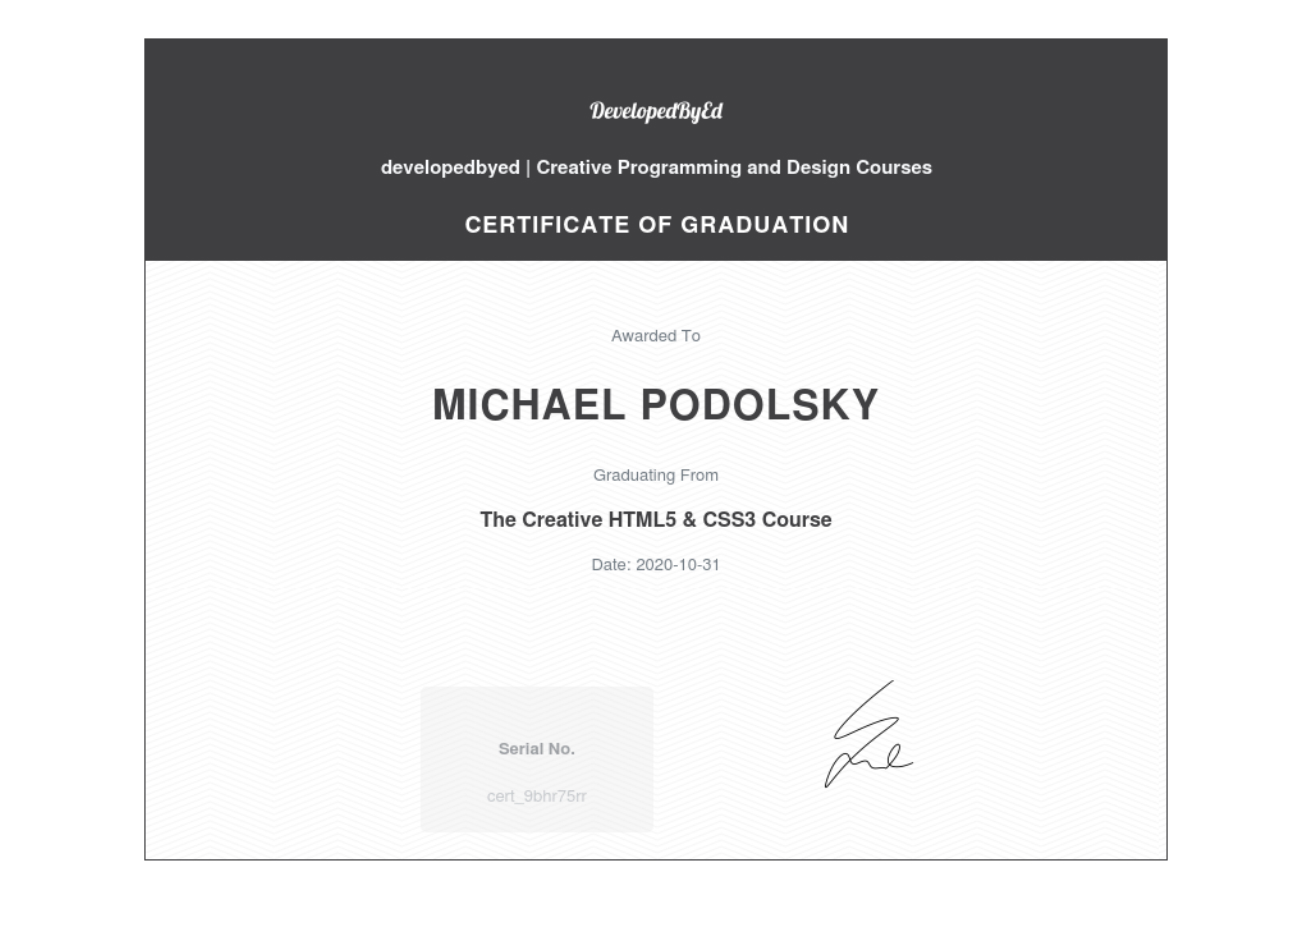 DevelopedByEd
developedbyed | Creative Programming and Design Courses
CERTIFICATE OF GRADUATION
Awarded To
MICHAEL PODOLSKY
Graduating From
The Creative HTML5 & CSS3 Course
Date: 2020-10-31
Serial No.
cert_9bhr75rr